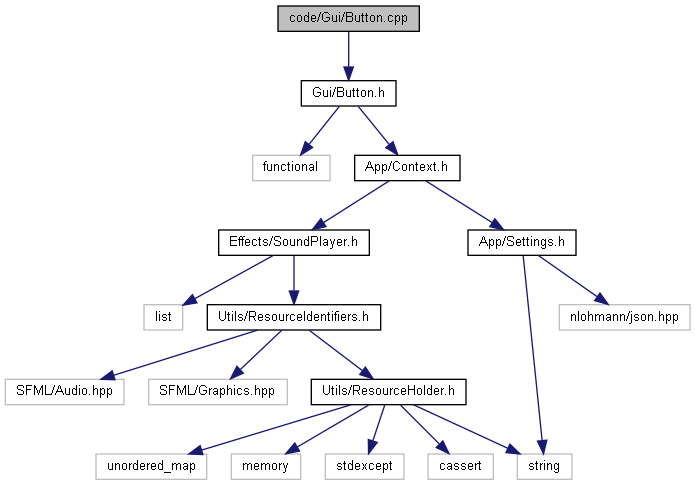 code/Gui/Button.cpp
Gui/Button.h
functional
App/Context.h
Effects/SoundPlayer.h
App/Settings.h
list
Utils/ResourceIdentifiers.h
nlohmann/json.hpp
SFML/Audio.hpp
SFML/Graphics.hpp
Utils/ResourceHolder.h
unordered_map
memory
stdexcept
cassert
string